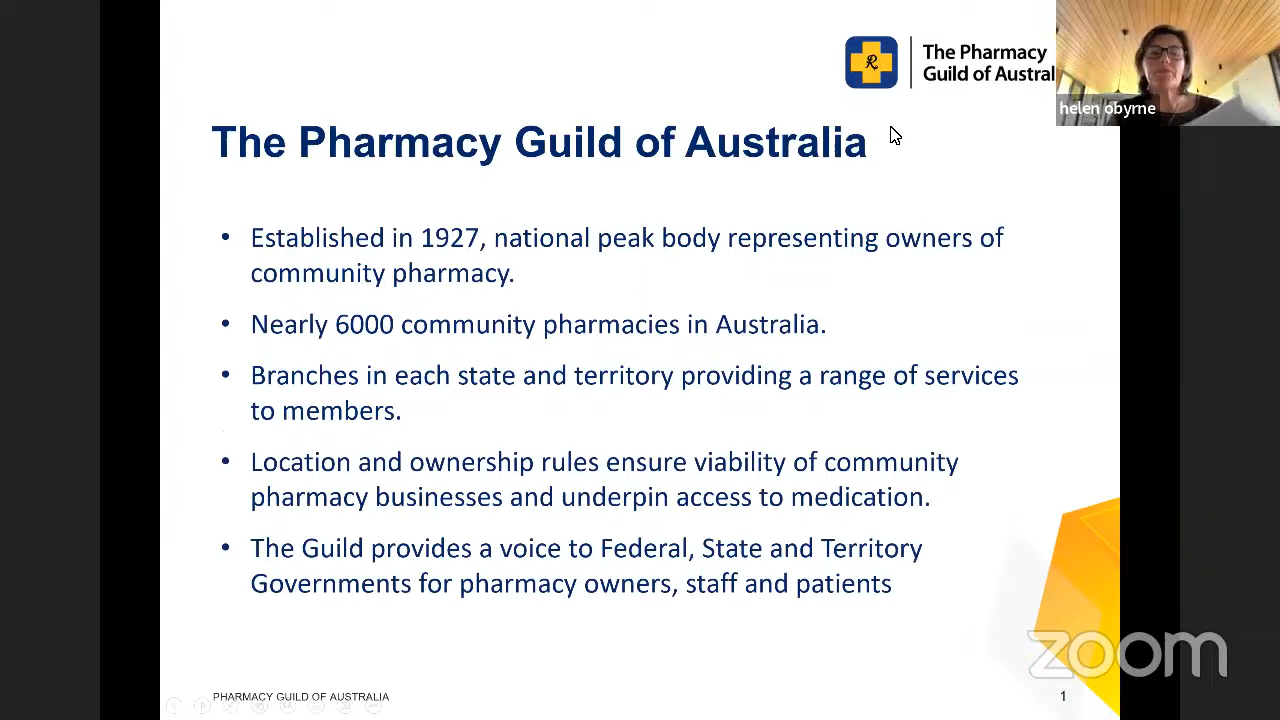 The Pharmacy
Guild of Austral
helen obyrne
The Pharmacy Guild of Australia
• Established in 1927, national peak body representing owners of
community pharmacy.
• Nearly 6000 community pharmacies in Australia.
• Branches in each state and territory providing a range of services
to members.
• Location and ownership rules ensure viability of community
pharmacy businesses and underpin access to medication.
• The Guild provides a voice to Federal, State and Territory
Governments for pharmacy owners, staff and patients
zoom
PHARMACY GUILD OF AUSTRALIA
1